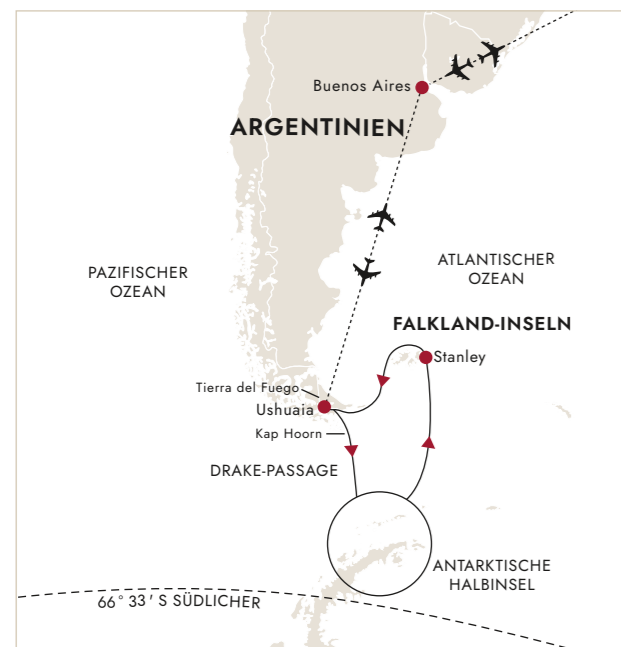 Buenos Aires
ARGENTINIEN
PAZIFISCHER
OZEAN
ATLANTISCHER
OZEAN
FALKLAND-INSELN
Stanley
Tierra del Fuego
Ushuaia
Kap Hoorn
DRAKE-PASSAGE
ANTARKTISCHE
HALBINSEL
66° 33' S SÜDLICHER